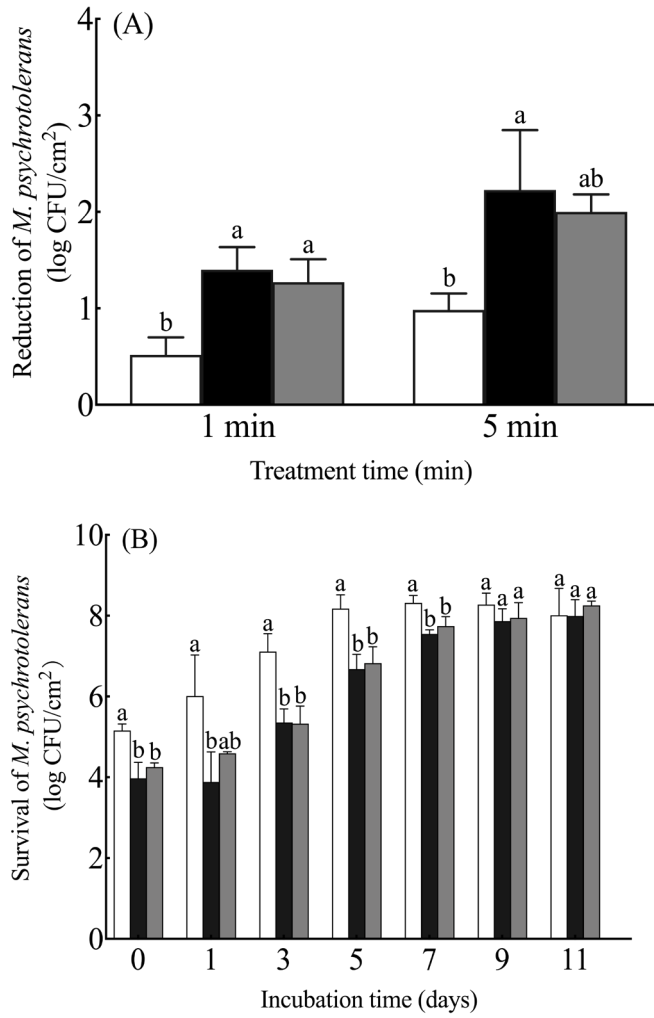 (A)
Reduction of M. psychrotolerans
(log CFU/cm²)
4
3
2
1
0
b
a
a
b
a
ab
1 min
5 min
Treatment time (min)
(B)
Survival of M. psychrotolerans
(log CFU/cm²)
10
8
6
4
2
0
a
b
b
a
b
ab
a
b
b
a
b
b
a
b
b
a
a
a
a
a
a
0
1
3
5
7
9
11
Incubation time (days)